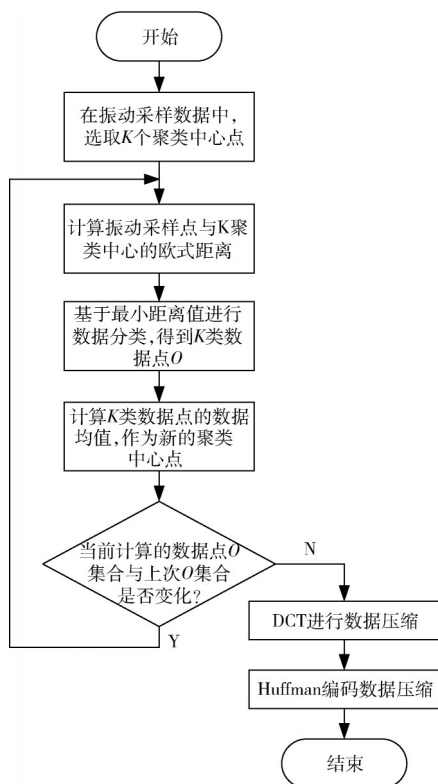 开始
在振动采样数据中，
选取K个聚类中心点
计算振动采样点与K聚
类中心的欧式距离
基于最小距离值进行
数据分类，得到K类数
据点O
计算K类数据点的数据
均值，作为新的聚类
中心点
当前计算的数据点O
集合与上次O集合
是否变化？
N
Y
DCT进行数据压缩
Huffman编码数据压缩
结束